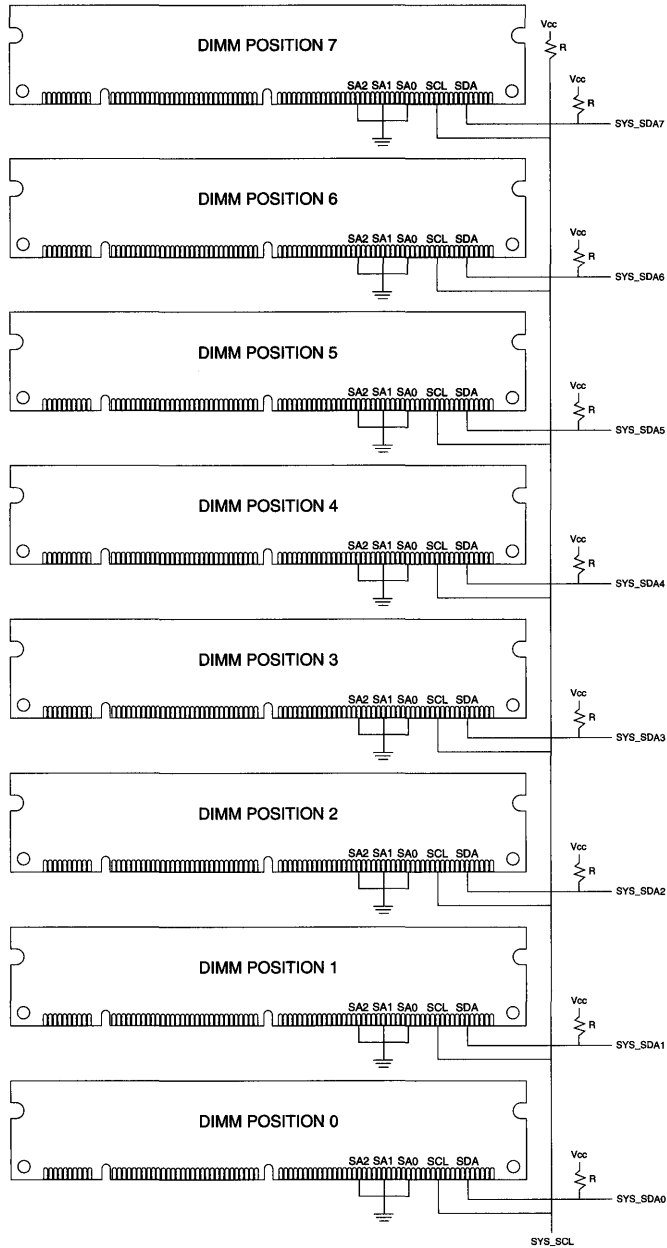 Vcc
R
DIMM POSITION 7
SA2 SA1 SA0 SCL SDA
Vcc
R
SYS_SDA7
DIMM POSITION 6
SA2 SA1 SA0 SCL SDA
Vcc
R
SYS_SDA6
DIMM POSITION 5
SA2 SA1 SA0 SCL SDA
Vcc
R
SYS_SDA5
DIMM POSITION 4
SA2 SA1 SA0 SCL SDA
Vcc
R
SYS_SDA4
DIMM POSITION 3
SA2 SA1 SA0 SCL SDA
Vcc
R
SYS_SDA3
DIMM POSITION 2
SA2 SA1 SA0 SCL SDA
Vcc
R
SYS_SDA2
DIMM POSITION 1
SA2 SA1 SA0 SCL SDA
Vcc
R
SYS_SDA1
DIMM POSITION 0
SA2 SA1 SA0 SCL SDA
Vcc
R
SYS_SDA0
SYS_SCL